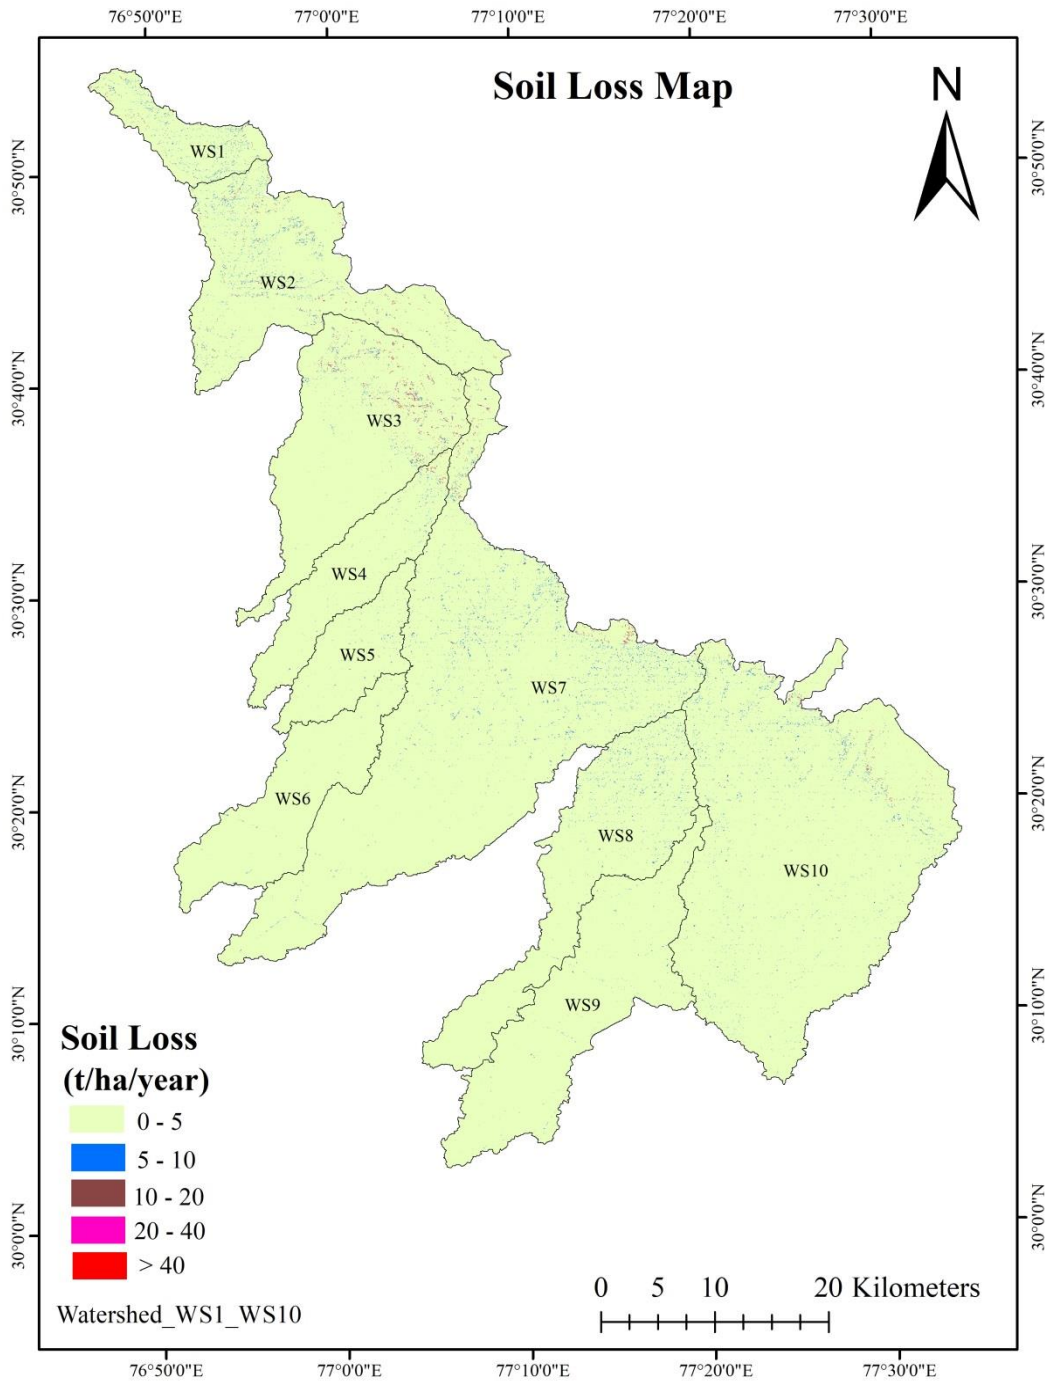 76°50'0"E 77°0'0"E 77°10'0"E 77°20'0"E 77°30'0"E
Soil Loss Map
N
30°50'0"N
30°40'0"N
30°30'0"N
30°20'0"N
30°10'0"N
30°0'0"N
30°50'0"N
30°40'0"N
30°30'0"N
30°20'0"N
30°10'0"N
30°0'0"N
WS1
WS2
WS3
WS4
WS5
WS7
WS6
WS8
WS10
WS9
Soil Loss
(t/ha/year)
0 - 5
5 - 10
10 - 20
20 - 40
> 40
Watershed_WS1_WS10
0 5 10 20 Kilometers
76°50'0"E 77°0'0"E 77°10'0"E 77°20'0"E 77°30'0"E